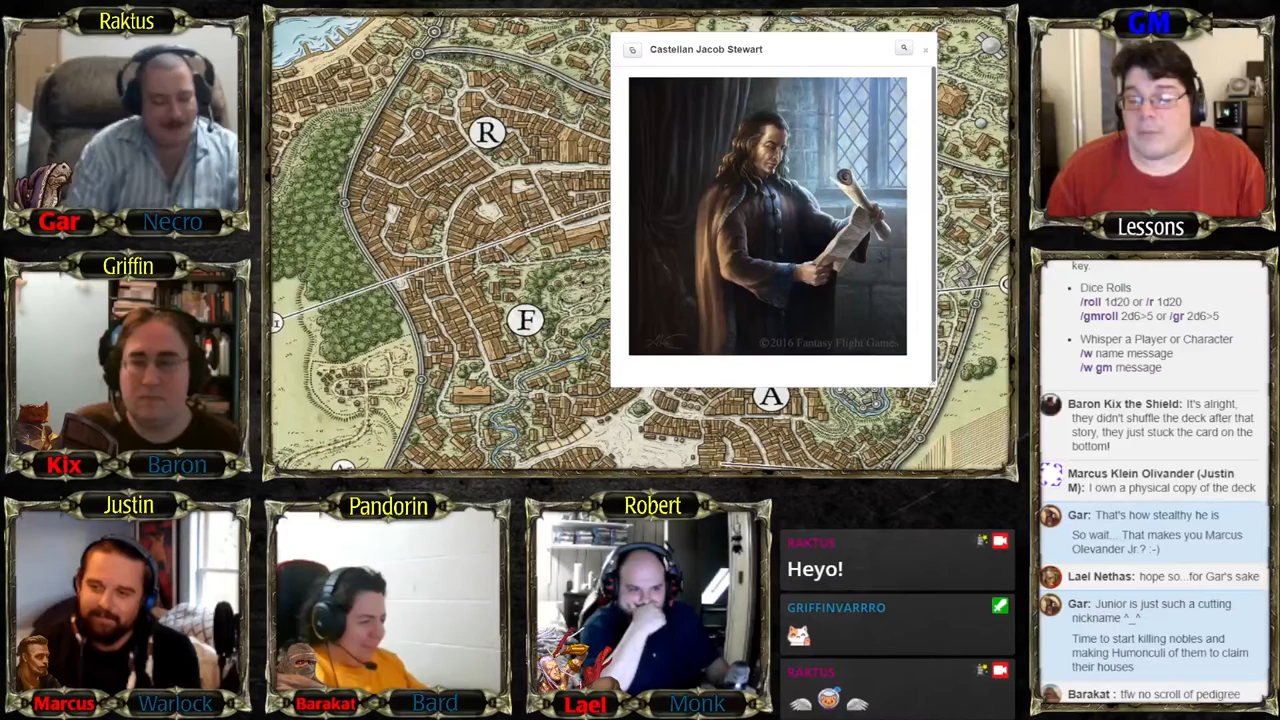 Raktus
Gar
Necro
Griffin
Kix
Baron
Justin
Marcus
Warlock
Pandorin
Barakat
Bard
Robert
Lael
Monk
R
F
A
Castellan Jacob Stewart
©2016 Fantasy Flight Games
GM
Lessons
key.
• Dice Rolls
/roll 1d20 or /r 1d20
/gmroll 2d6>5 or /gr 2d6>5
• Whisper a Player or Character
/w name message
/w gm message
Baron Kix the Shield: It's alright,
they didn't shuffle the deck after that
story, they just stuck the card on the
bottom!
Marcus Klein Olivander (Justin
M): I own a physical copy of the deck
Gar: That's how stealthy he is
So wait... That makes you Marcus
Olevander Jr.? :-)
Lael Nethas: hope so...for Gar's sake
Gar: Junior is just such a cutting
nickname ^_^
Time to start killing nobles and
making Humonculi of them to claim
their houses
Barakat : tfw no scroll of pedigree
RAKTUS
Heyo!
GRIFFINVARRRO
RAKTUS